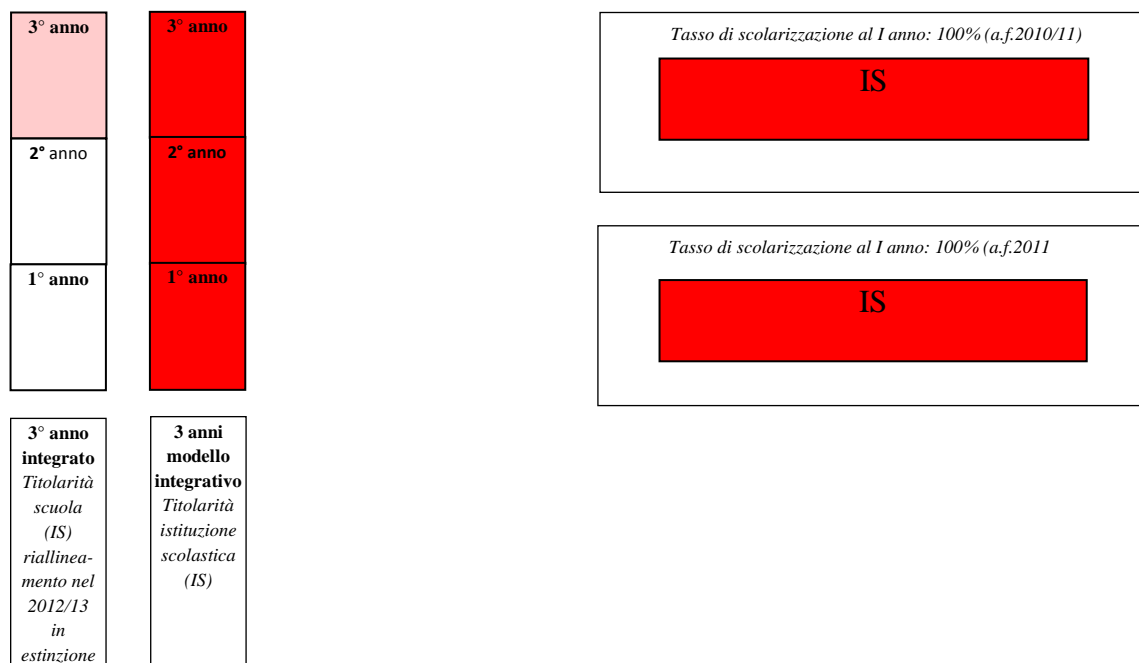 3° anno
2° anno
1° anno
3° anno
integrato
Titolarità
scuola
(IS)
riallinea-
mento nel
2012/13
in
estinzione
3° anno
2° anno
1° anno
3 anni
modello
integrativo
Titolarità
istituzione
scolastica
(IS)
Tasso di scolarizzazione al I anno: 100% (a.f.2010/11)
IS
Tasso di scolarizzazione al I anno: 100% (a.f.2011
IS